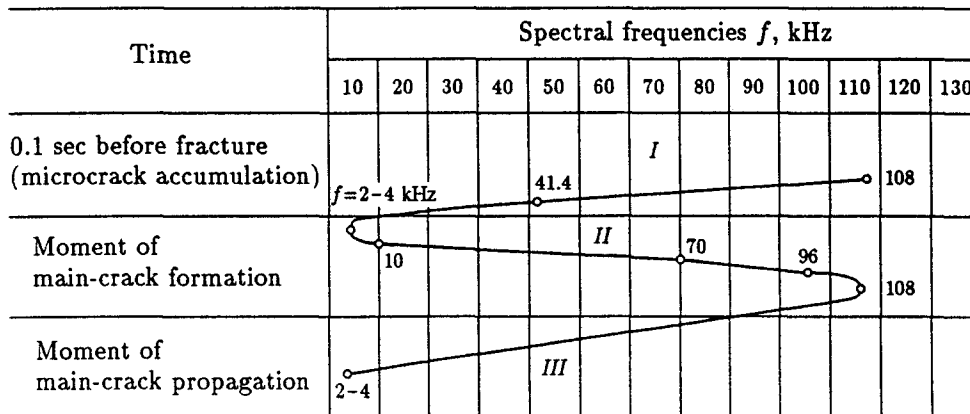 Time
Spectral frequencies f, kHz
10 20 30 40 50 60 70 80 90 100 110 120 130
0.1 sec before fracture
(microcrack accumulation)
I
108
41.4
f=2–4 kHz
Moment of
main-crack formation
II
10
70
96
108
Moment of
main-crack propagation
III
2–4